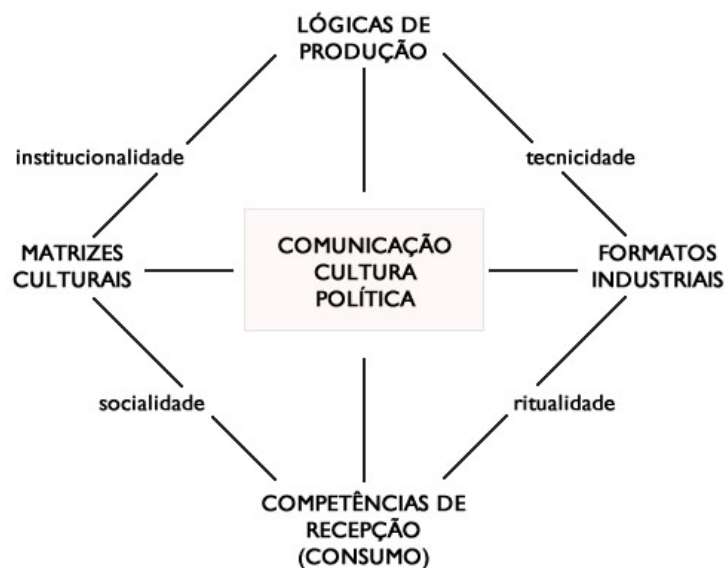 LÓGICAS DE
PRODUÇÃO
institucionalidade
tecnicidade
MATRIZES
CULTURAIS
COMUNICAÇÃO
CULTURA
POLÍTICA
FORMATOS
INDUSTRIAIS
socialidade
ritualidade
COMPETÊNCIAS DE
RECEPÇÃO
(CONSUMO)